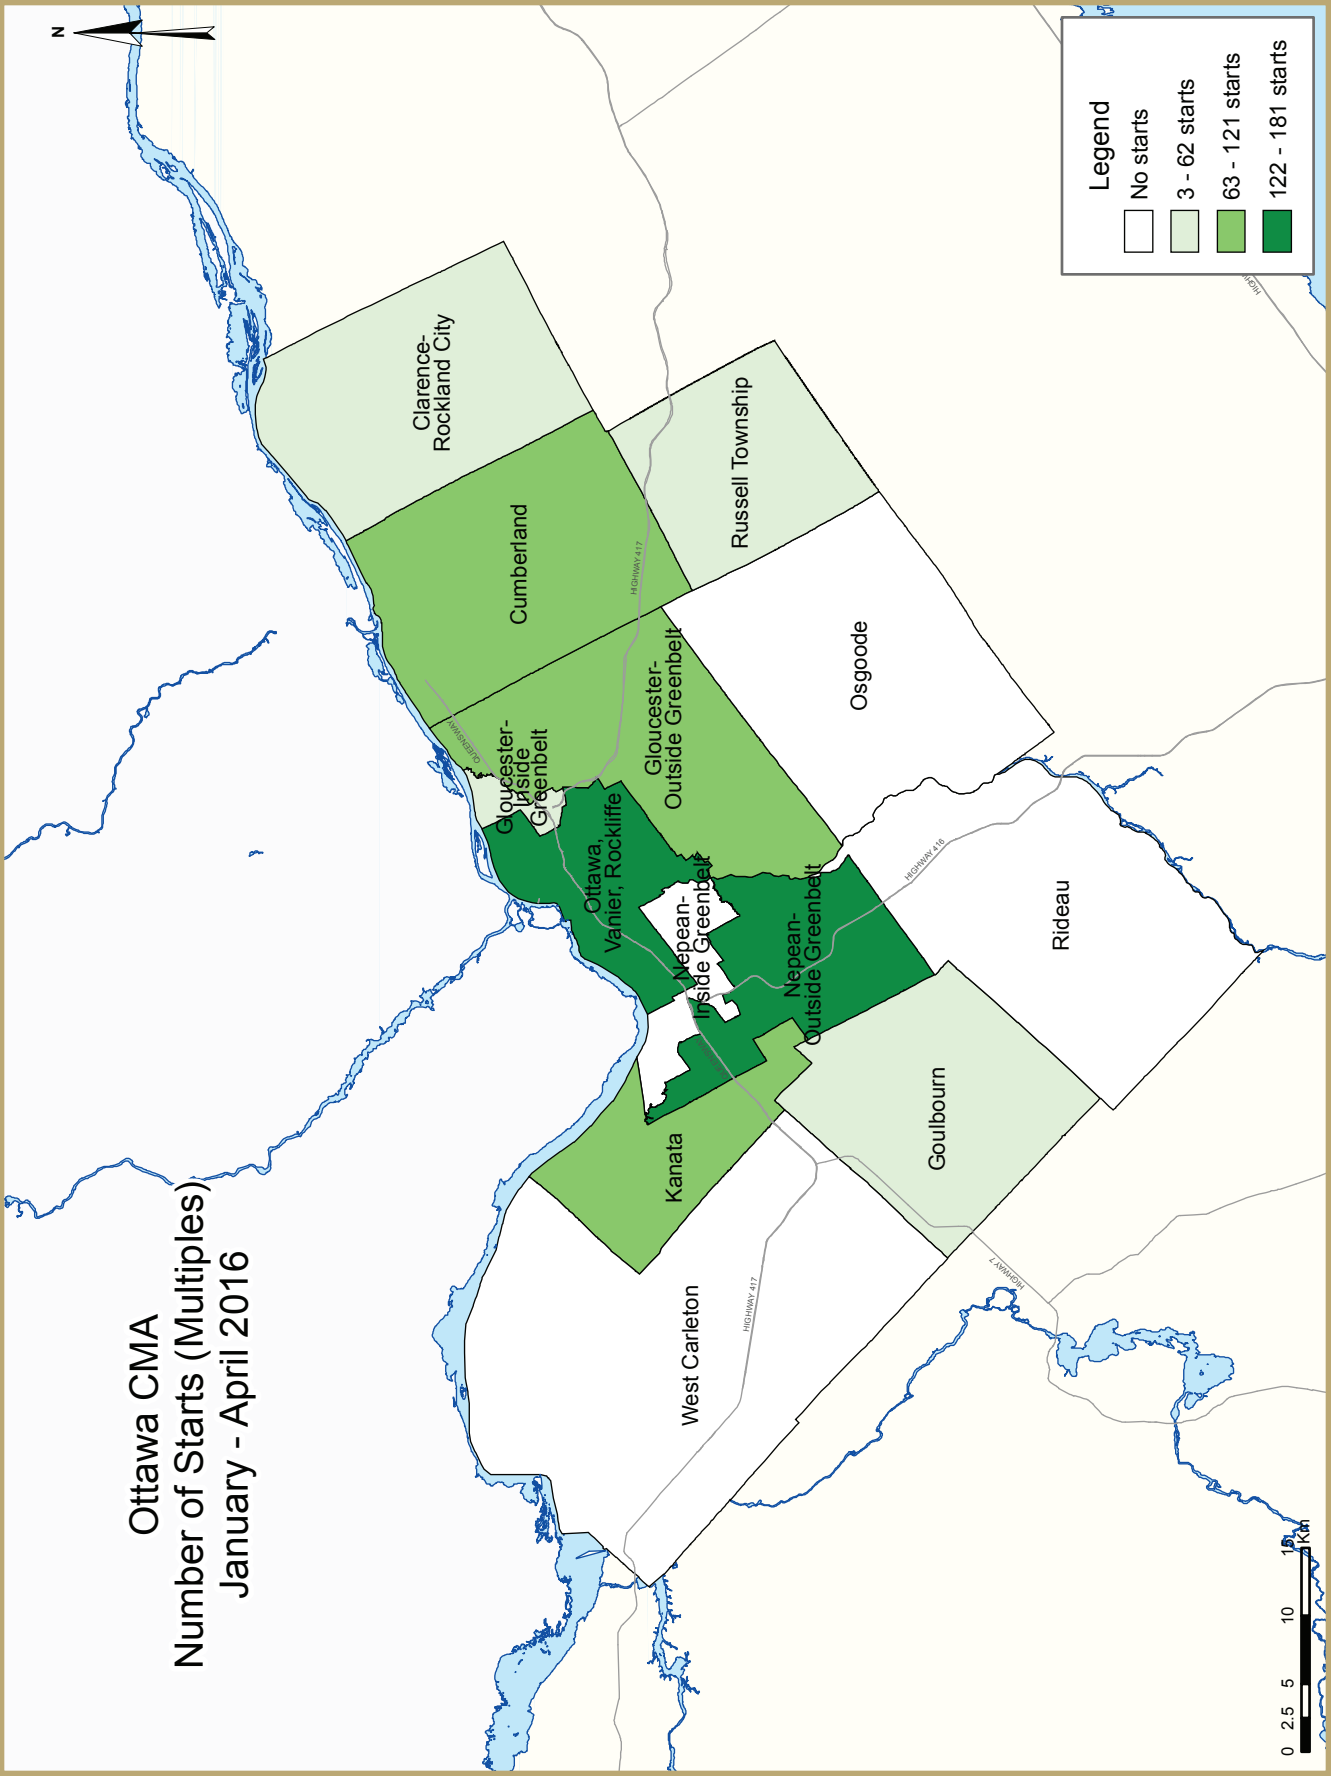 Ottawa CMA
Number of Starts (Multiples)
January - April 2016
N
Clarence-
Rockland City
Cumberland
Russell Township
HIGHWAY 417
QUEENSWAY
Gloucester-
Inside
Greenbelt
Gloucester-
Outside Greenbelt
Osgoode
Ottawa,
Vanier, Rockliffe
Nepean-
Inside Greenbelt
Nepean-
Outside Greenbelt
HIGHWAY 416
Rideau
Kanata
Goulbourn
West Carleton
HIGHWAY 417
HIGHWAY 7
Legend
No starts
3 - 62 starts
63 - 121 starts
122 - 181 starts
0 2.5 5 10 15
Km